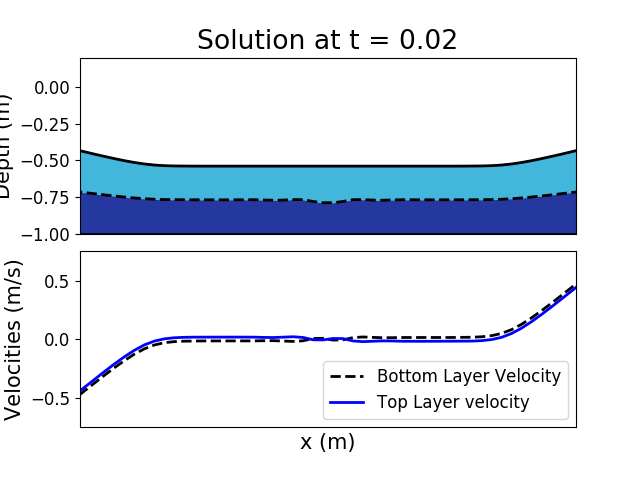 Solution at t = 0.02
Depth (m)
0.00
−0.25
−0.50
−0.75
−1.00
Velocities (m/s)
0.5
0.0
−0.5
Bottom Layer Velocity
Top Layer velocity
x (m)